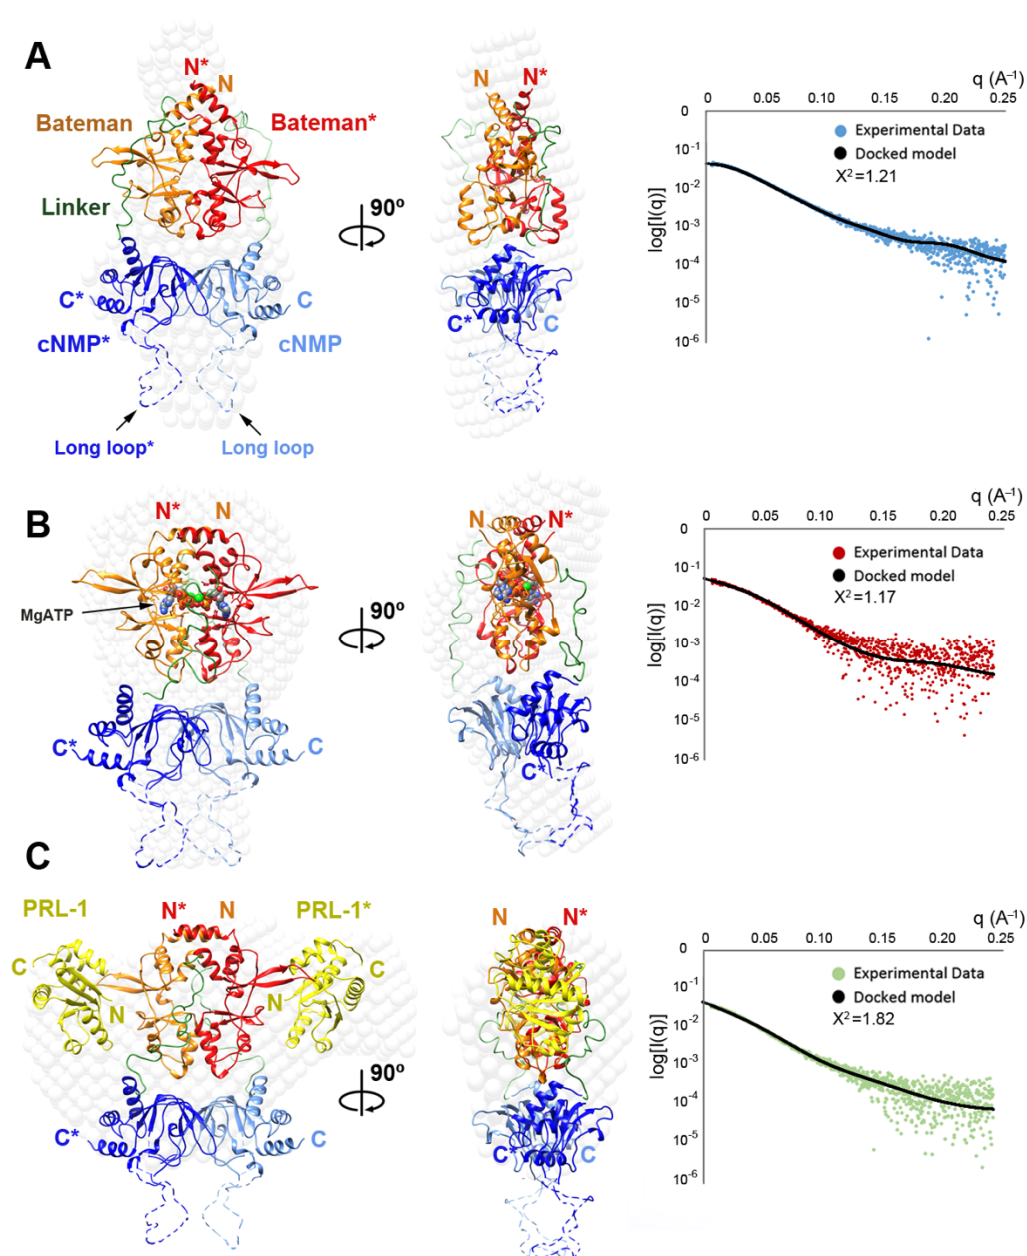 A
N*
N
Bateman
Bateman*
Linker
C*
C
cNMP*
cNMP
Long loop*
Long loop
90º
N
N*
C*
C
q (A⁻¹)
0 0.05 0.10 0.15 0.20 0.25
0
10⁻¹
10⁻²
10⁻³
10⁻⁴
10⁻⁵
10⁻⁶
log[I(q)]
Experimental Data
Docked model
X²=1.21
B
N*
N
MgATP
C*
C
90º
N
N*
C*
q (A⁻¹)
0 0.05 0.10 0.15 0.20 0.25
0
10⁻¹
10⁻²
10⁻³
10⁻⁴
10⁻⁵
10⁻⁶
log[I(q)]
Experimental Data
Docked model
X²=1.17
C
PRL-1
N*
N
PRL-1*
C
C
N
N
C*
C
90º
N
N*
C*
C
q (A⁻¹)
0 0.05 0.10 0.15 0.20 0.25
0
10⁻¹
10⁻²
10⁻³
10⁻⁴
10⁻⁵
10⁻⁶
log[I(q)]
Experimental Data
Docked model
X²=1.82